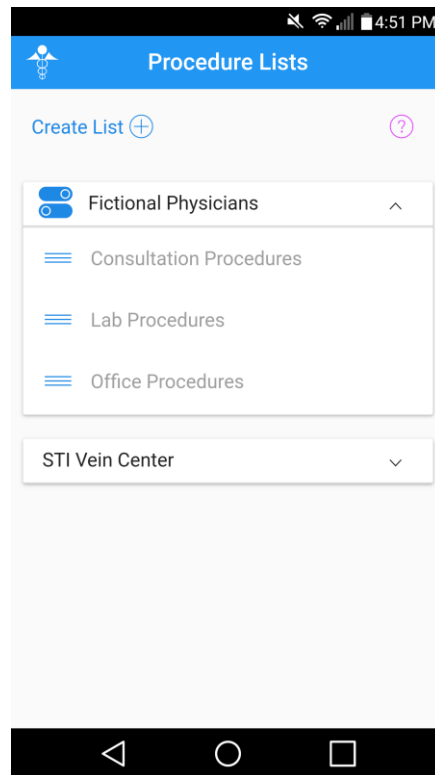 4:51 PM
Procedure Lists
Create List
?
Fictional Physicians
Consultation Procedures
Lab Procedures
Office Procedures
STI Vein Center